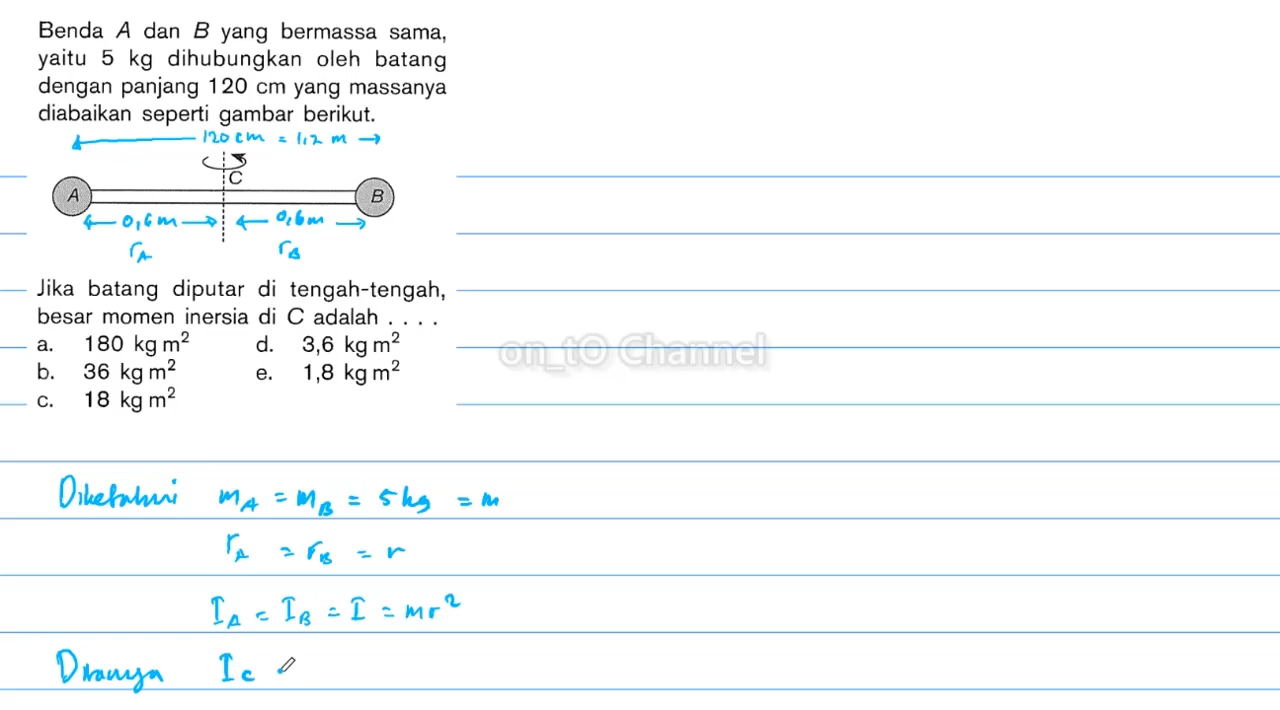 Benda A dan B yang bermassa sama,
yaitu 5 kg dihubungkan oleh batang
dengan panjang 120 cm yang massanya
diabaikan seperti gambar berikut.
120 cm = 1,2 m
C
A
B
0,6 m
0,6 m
rA
rB
Jika batang diputar di tengah-tengah,
besar momen inersia di C adalah . . . .
a. 180 kg m² d. 3,6 kg m²
b. 36 kg m² e. 1,8 kg m²
c. 18 kg m²
on_tO Channel
Diketahui mA = mB = 5 kg = m
rA = rB = r
IA = IB = I = mr²
Ditanya Ic